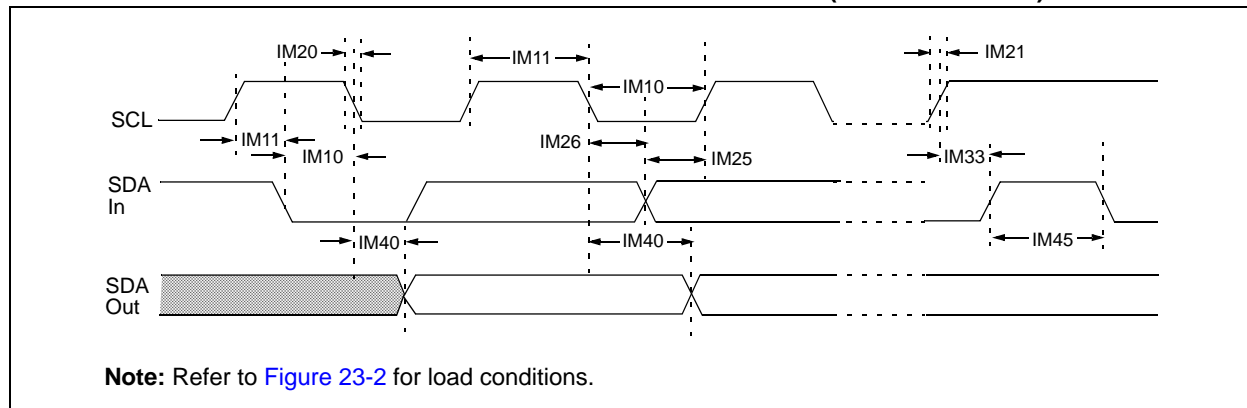 IM20
IM11
IM21
IM10
SCL
IM11
IM26
IM10
IM25
IM33
SDA
In
IM40
IM40
IM45
SDA
Out
Note: Refer to Figure 23-2 for load conditions.